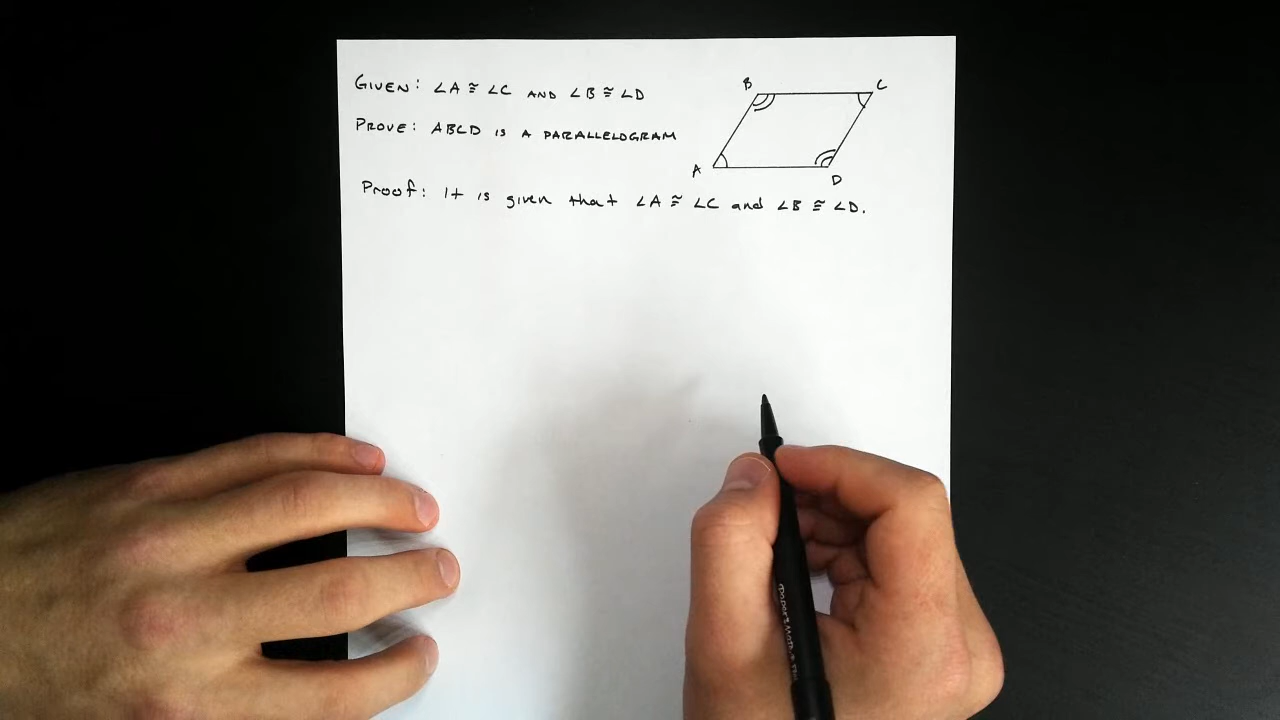 GIVEN: ∠A ≅ ∠C AND ∠B ≅ ∠D
PROVE: ABCD IS A PARALLELOGRAM
B
C
A
D
Proof: It is given that ∠A ≅ ∠C and ∠B ≅ ∠D.